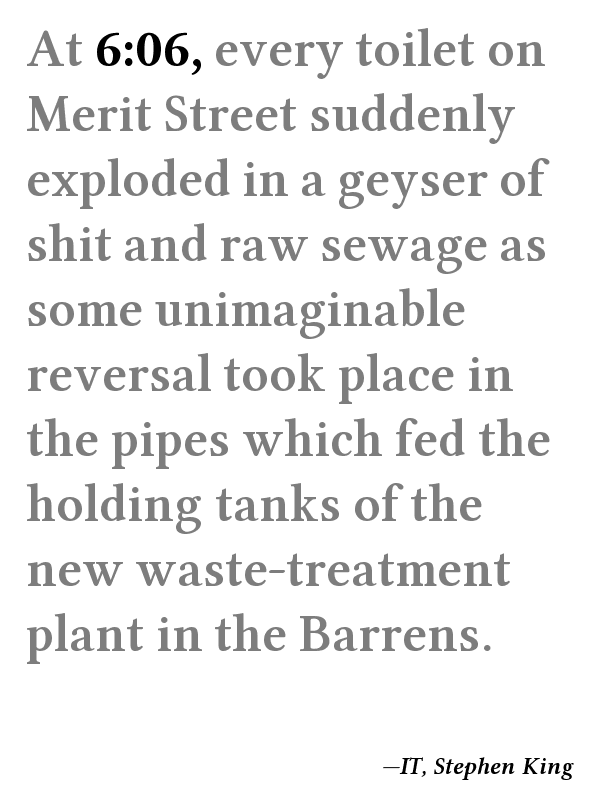 At 6:06, every toilet on
Merit Street suddenly
exploded in a geyser of
shit and raw sewage as
some unimaginable
reversal took place in
the pipes which fed the
holding tanks of the
new waste-treatment
plant in the Barrens.
—IT, Stephen King